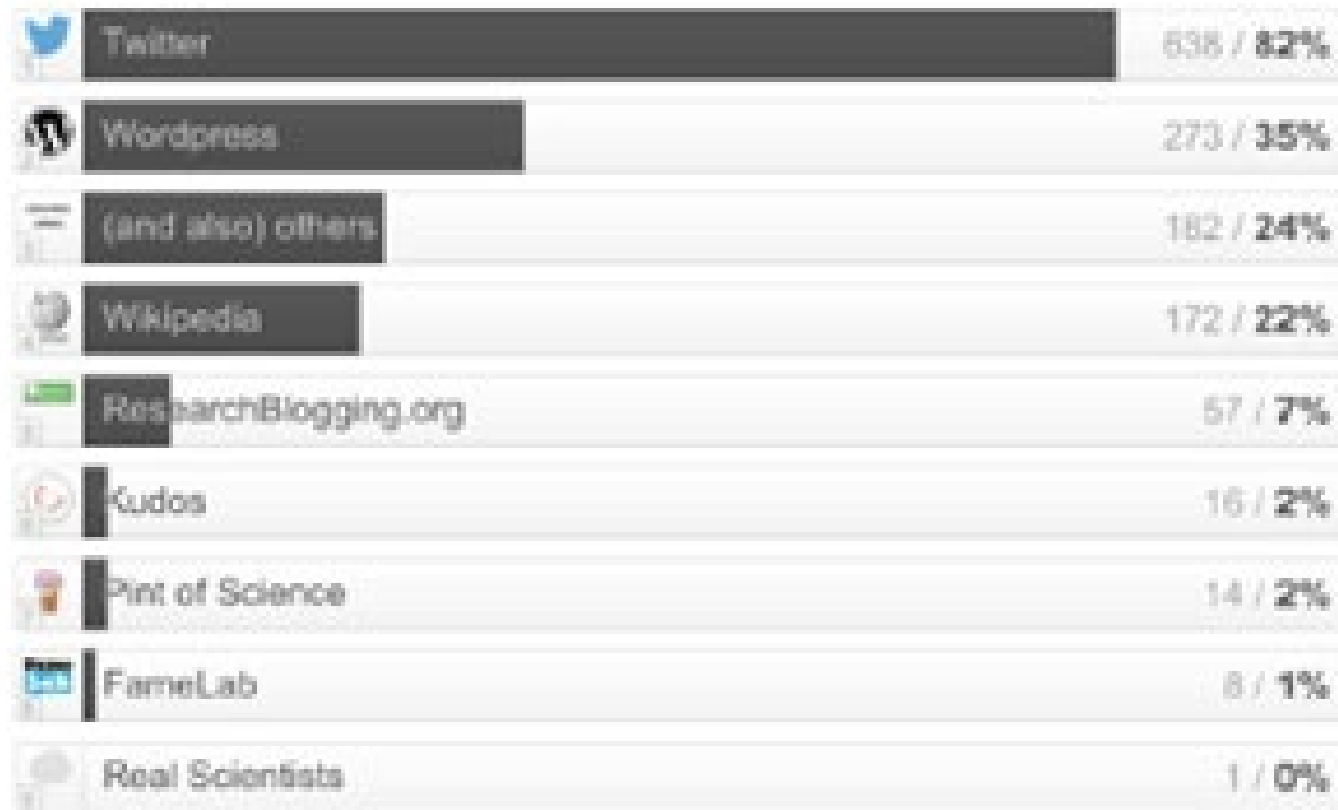 Twitter 638 / 82%
Wordpress 273 / 35%
(and also) others 182 / 24%
Wikipedia 172 / 22%
ResearchBlogging.org 57 / 7%
Kudos 16 / 2%
Pint of Science 14 / 2%
FameLab 8 / 1%
Real Scientists 1 / 0%